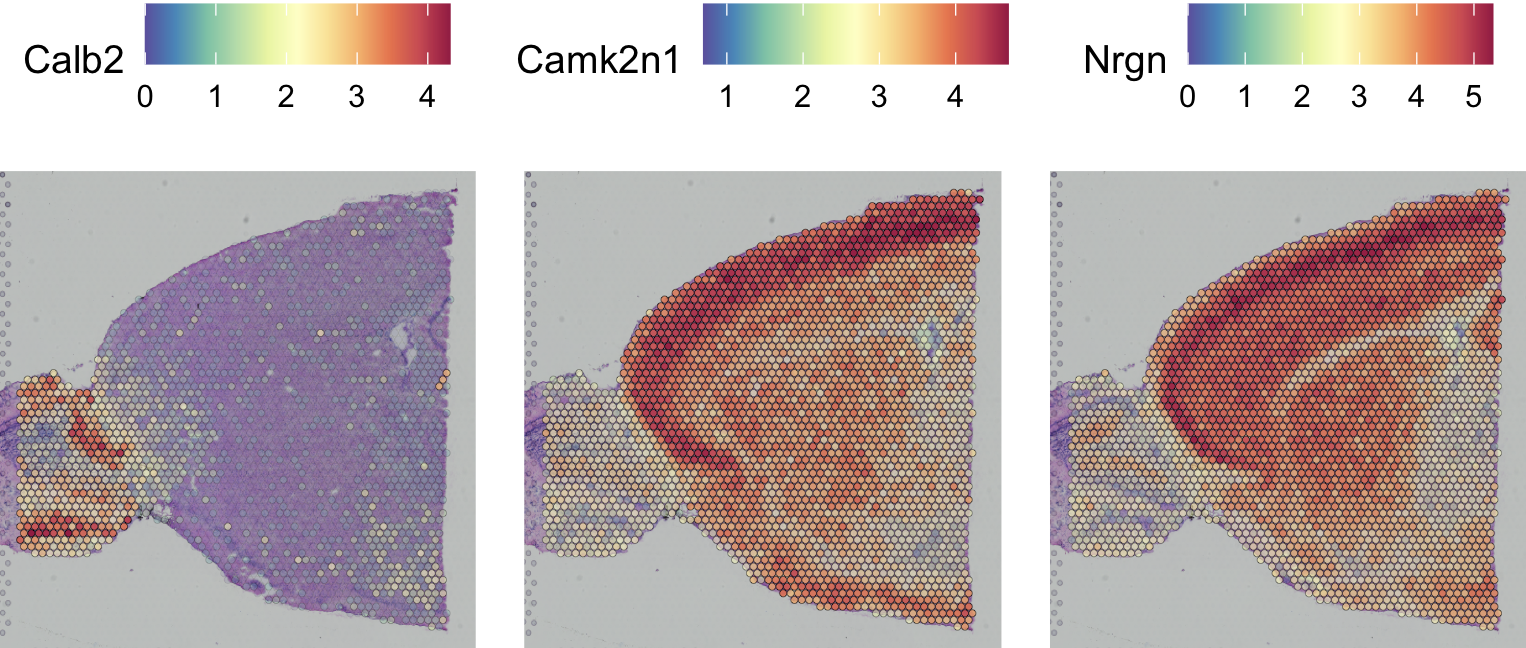 Calb2
0 1 2 3 4
Camk2n1
1 2 3 4
Nrgn
0 1 2 3 4 5